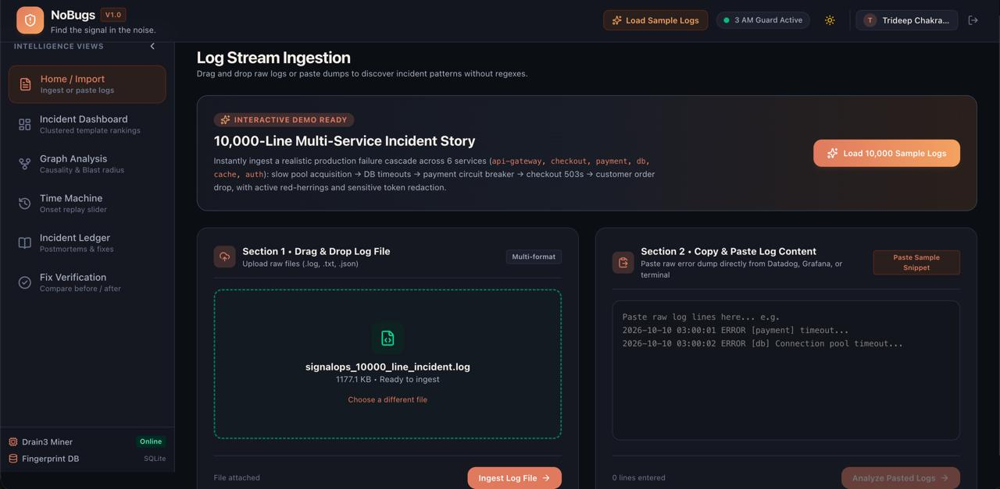 NoBugs V1.0
Find the signal in the noise.
Load Sample Logs
3 AM Guard Active
T Trideep Chakra...
INTELLIGENCE VIEWS
Home / Import
Ingest or paste logs
Incident Dashboard
Clustered template rankings
Graph Analysis
Causality & Blast radius
Time Machine
Onset replay slider
Incident Ledger
Postmortems & fixes
Fix Verification
Compare before / after
Drain3 Miner Online
Fingerprint DB SQLite
Log Stream Ingestion
Drag and drop raw logs or paste dumps to discover incident patterns without regexes.
INTERACTIVE DEMO READY
10,000-Line Multi-Service Incident Story
Instantly ingest a realistic production failure cascade across 6 services (api-gateway, checkout, payment, db,
cache, auth): slow pool acquisition → DB timeouts → payment circuit breaker → checkout 503s → customer order
drop, with active red-herrings and sensitive token redaction.
Load 10,000 Sample Logs
Section 1 • Drag & Drop Log File
Upload raw files (.log, .txt, .json)
Multi-format
signalops_10000_line_incident.log
1177.1 KB • Ready to ingest
Choose a different file
File attached
Ingest Log File →
Section 2 • Copy & Paste Log Content
Paste raw error dump directly from Datadog, Grafana, or
terminal
Paste Sample
Snippet
Paste raw log lines here... e.g.
2026-10-10 03:00:01 ERROR [payment] timeout...
2026-10-10 03:00:02 ERROR [db] Connection pool timeout...
0 lines entered
Analyze Pasted Logs →